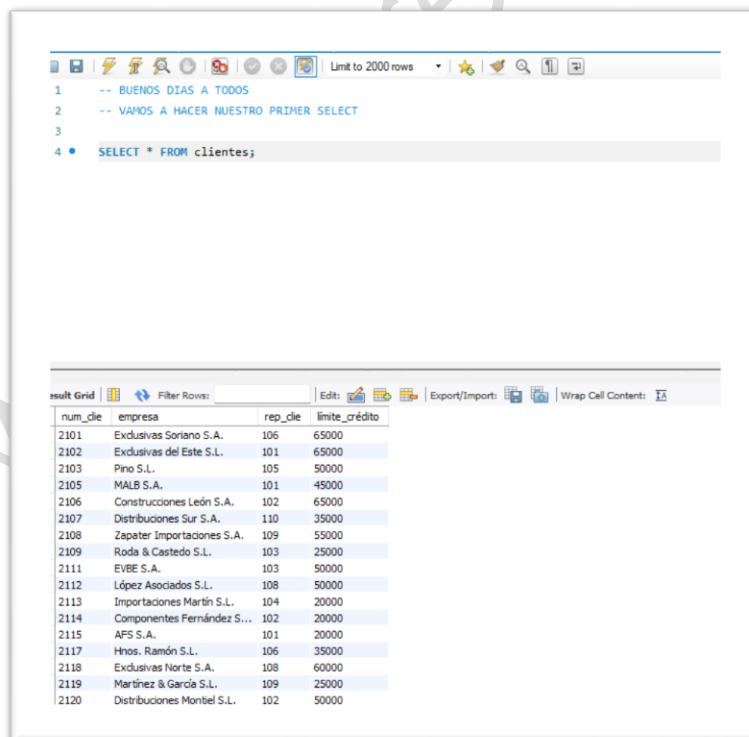 Limit to 2000 rows
1 -- BUENOS DIAS A TODOS
2 -- VAMOS A HACER NUESTRO PRIMER SELECT
3
4 SELECT * FROM clientes;
esult Grid Filter Rows: Edit: Export/Import: Wrap Cell Content:
num_clie empresa rep_clie límite_crédito
2101 Exclusivas Soriano S.A. 106 65000
2102 Exclusivas del Este S.L. 101 65000
2103 Pino S.L. 105 50000
2105 MALB S.A. 101 45000
2106 Construcciones León S.A. 102 65000
2107 Distribuciones Sur S.A. 110 35000
2108 Zapater Importaciones S.A. 109 55000
2109 Roda & Castedo S.L. 103 25000
2111 EVBE S.A. 103 50000
2112 López Asociados S.L. 108 50000
2113 Importaciones Martín S.L. 104 20000
2114 Componentes Fernández S... 102 20000
2115 AFS S.A. 101 20000
2117 Hnos. Ramón S.L. 106 35000
2118 Exclusivas Norte S.A. 108 60000
2119 Martínez & García S.L. 109 25000
2120 Distribuciones Montiel S.L. 102 50000